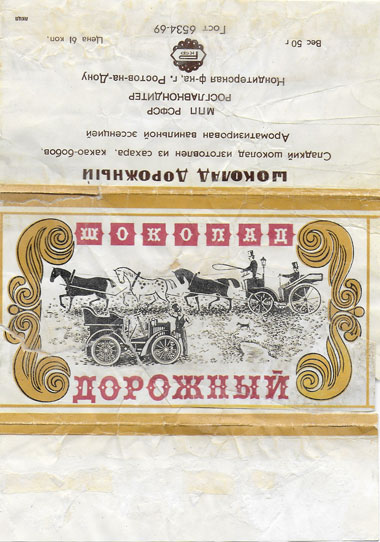 ШОКОЛАД ДОРОЖНЫЙ
Сладкий шоколад изготовлен из сахара, какао-бобов.
Ароматизирован ванильной эссенцией
МПП РСФСР
РОСГЛАВКОНДИТЕР
Кондитерская ф-ка, г. Ростов-на-Дону
Вес 50 г
Цена 61 коп.
Гост 6534-69
ШОКОЛАД
ДОРОЖНЫЙ